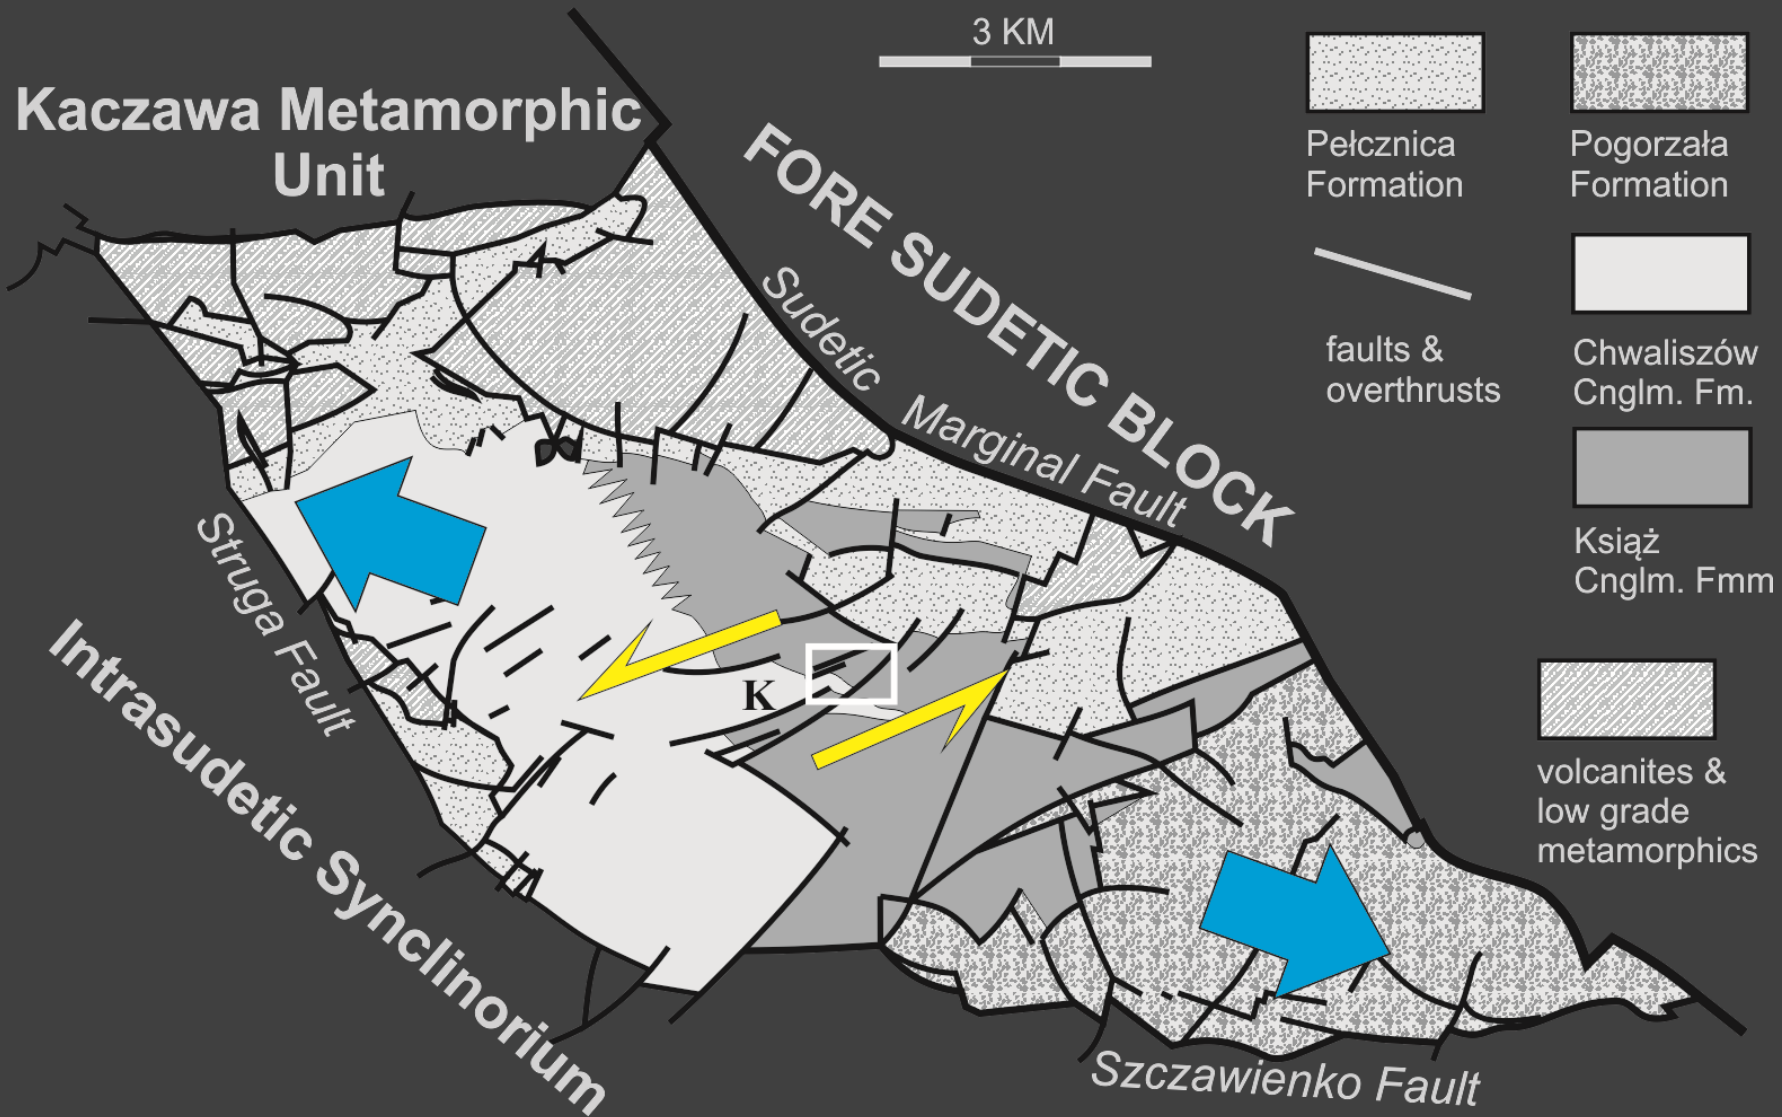 3 KM
Kaczawa Metamorphic
Unit
FORE SUDETIC BLOCK
Sudetic
Marginal Fault
Struga Fault
Intrasudetic Synclinorium
K
Szczawienko Fault
Pełcznica
Formation
Pogorzała
Formation
faults &
overthrusts
Chwaliszów
Cnglm. Fm.
Książ
Cnglm. Fmm
volcanites &
low grade
metamorphics